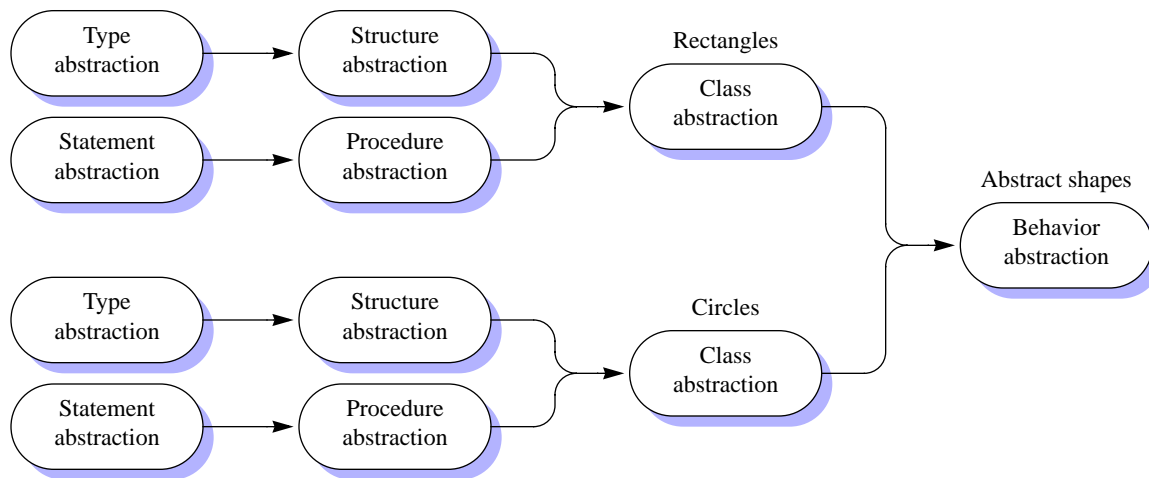 Type
abstraction
Structure
abstraction
Rectangles
Class
abstraction
Statement
abstraction
Procedure
abstraction
Abstract shapes
Behavior
abstraction
Type
abstraction
Structure
abstraction
Circles
Class
abstraction
Statement
abstraction
Procedure
abstraction